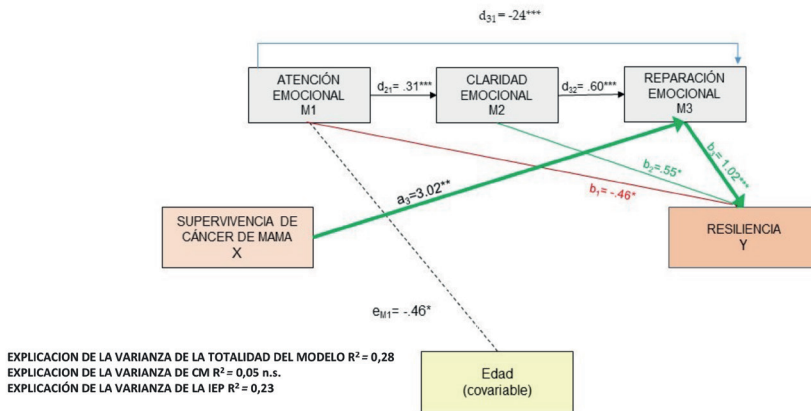 d31 = -24***
ATENCIÓN
EMOCIONAL
M1
d21= .31***
CLARIDAD
EMOCIONAL
M2
d32= .60***
REPARACIÓN
EMOCIONAL
M3
b3= 1.02***
b2=.55*
a3=3.02**
b1=-.46*
SUPERVIVENCIA DE
CÁNCER DE MAMA
X
RESILIENCIA
Y
eM1= -.46*
EXPLICACION DE LA VARIANZA DE LA TOTALIDAD DEL MODELO R² = 0,28
EXPLICACION DE LA VARIANZA DE CM R² = 0,05 n.s.
EXPLICACIÓN DE LA VARIANZA DE LA IEP R² = 0,23
Edad
(covariable)